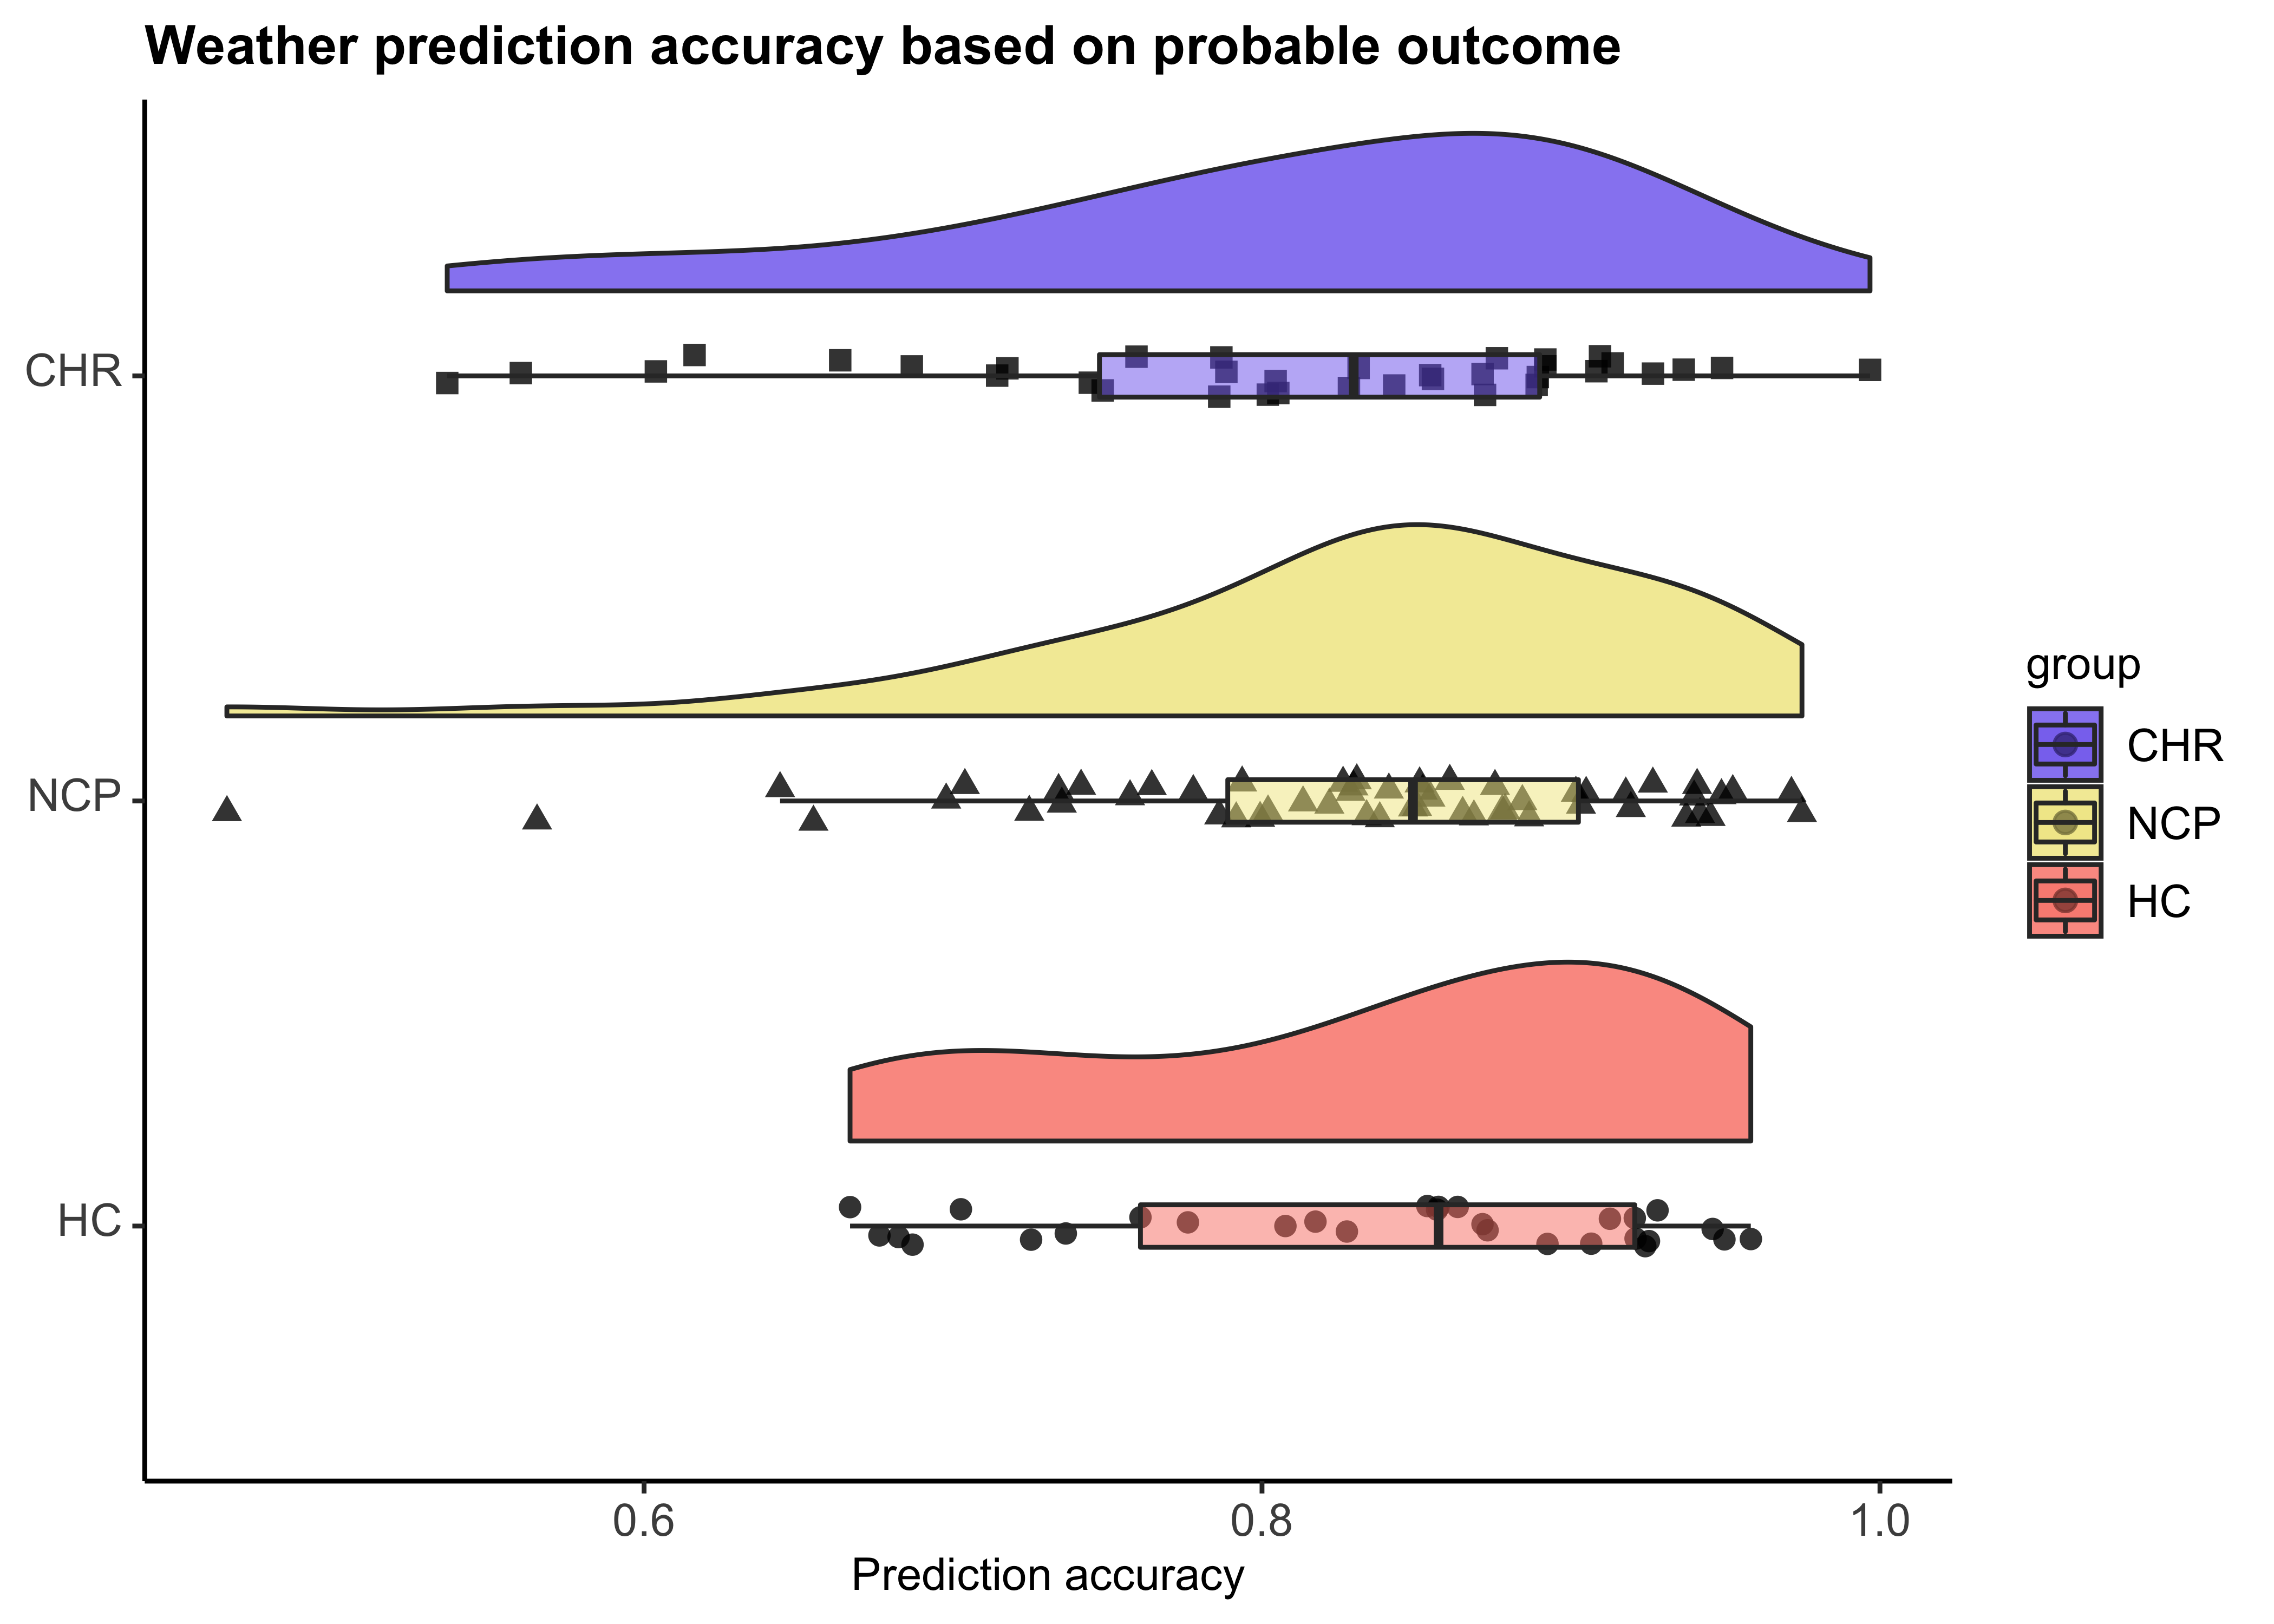 Weather prediction accuracy based on probable outcome
CHR
NCP
HC
group
CHR
NCP
HC
0.6
0.8
1.0
Prediction accuracy